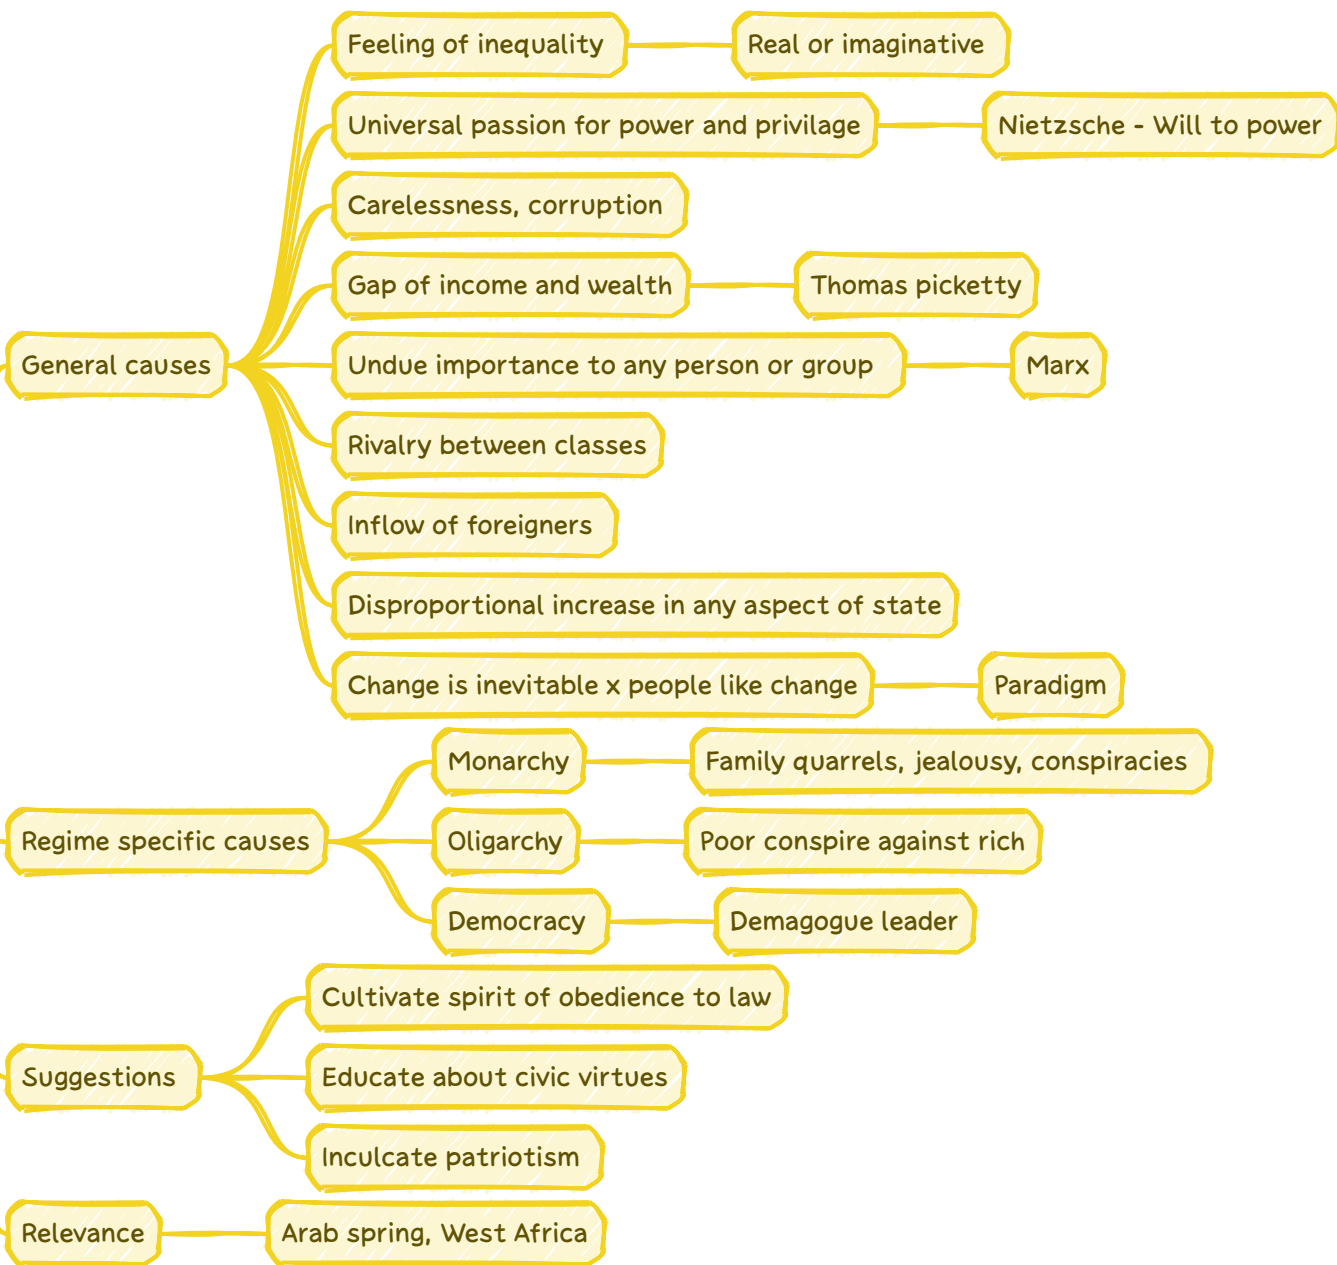 Feeling of inequality
Real or imaginative
Universal passion for power and privilage
Nietzsche - Will to power
Carelessness, corruption
Gap of income and wealth
Thomas picketty
General causes
Undue importance to any person or group
Marx
Rivalry between classes
Inflow of foreigners
Disproportional increase in any aspect of state
Change is inevitable x people like change
Paradigm
Monarchy
Family quarrels, jealousy, conspiracies
Regime specific causes
Oligarchy
Poor conspire against rich
Democracy
Demagogue leader
Cultivate spirit of obedience to law
Suggestions
Educate about civic virtues
Inculcate patriotism
Relevance
Arab spring, West Africa